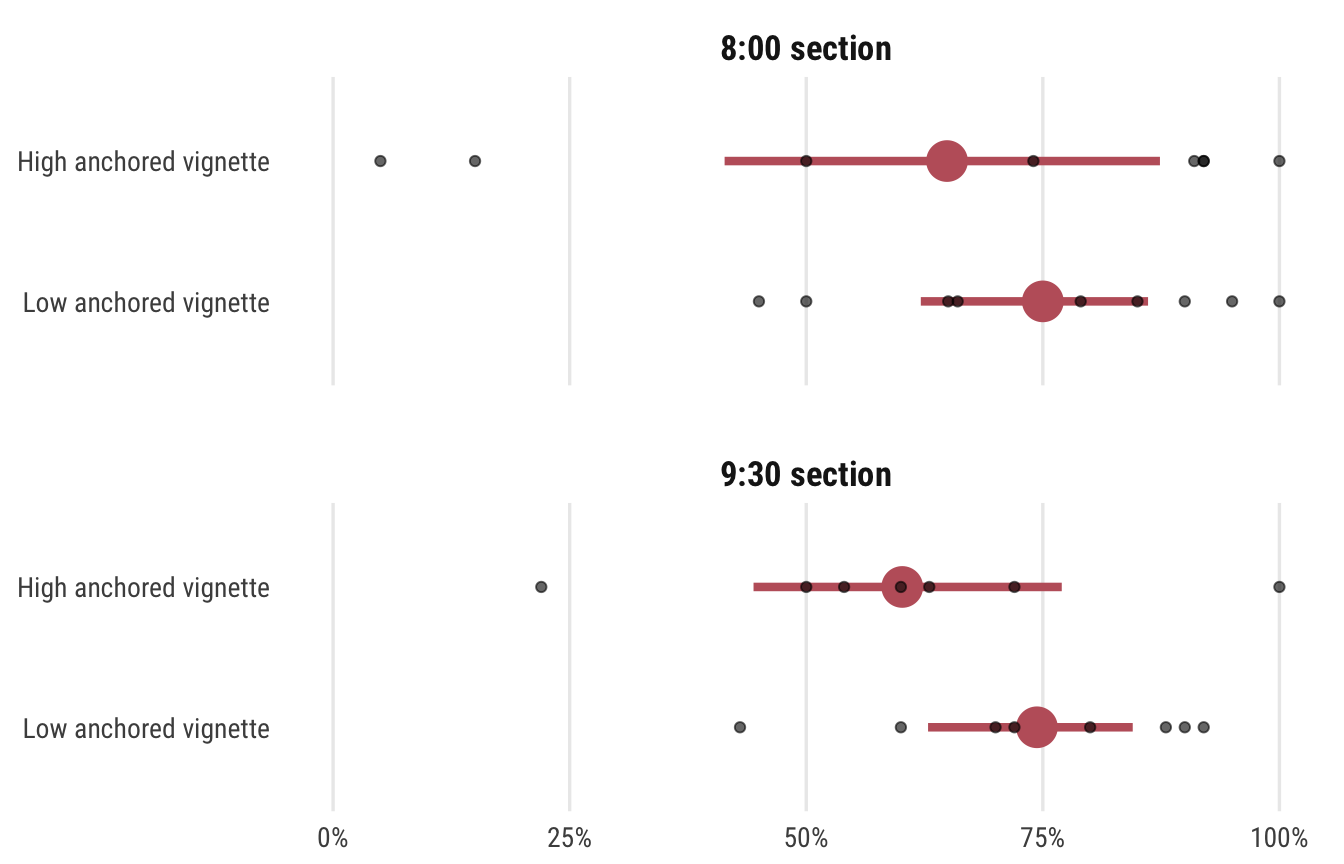 8:00 section
High anchored vignette
Low anchored vignette
9:30 section
High anchored vignette
Low anchored vignette
0% 25% 50% 75% 100%